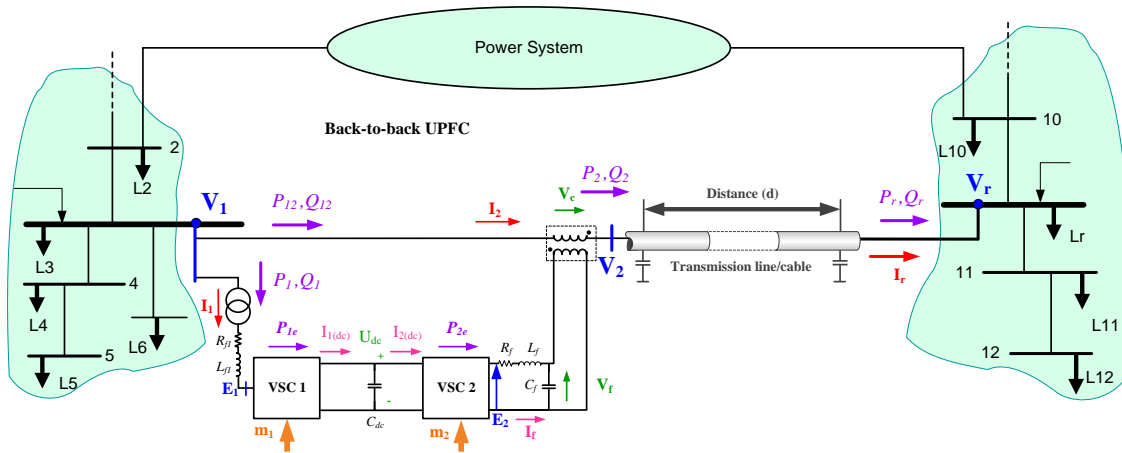 Power System
Back-to-back UPFC
2
L2
V1
P12,Q12
I2
Vc
P2,Q2
Distance (d)
Pr,Qr
Vr
10
L10
L3
4
L4
5
L5
L6
I1
P1,Q1
V2
Transmission line/cable
Ir
Lr
11
L11
12
L12
Rf1
Lf1
E1
P1e
I1(dc)
Udc
I2(dc)
P2e
Rf
Lf
VSC 1
+
-
Cdc
VSC 2
E2
Cf
Vf
If
m1
m2